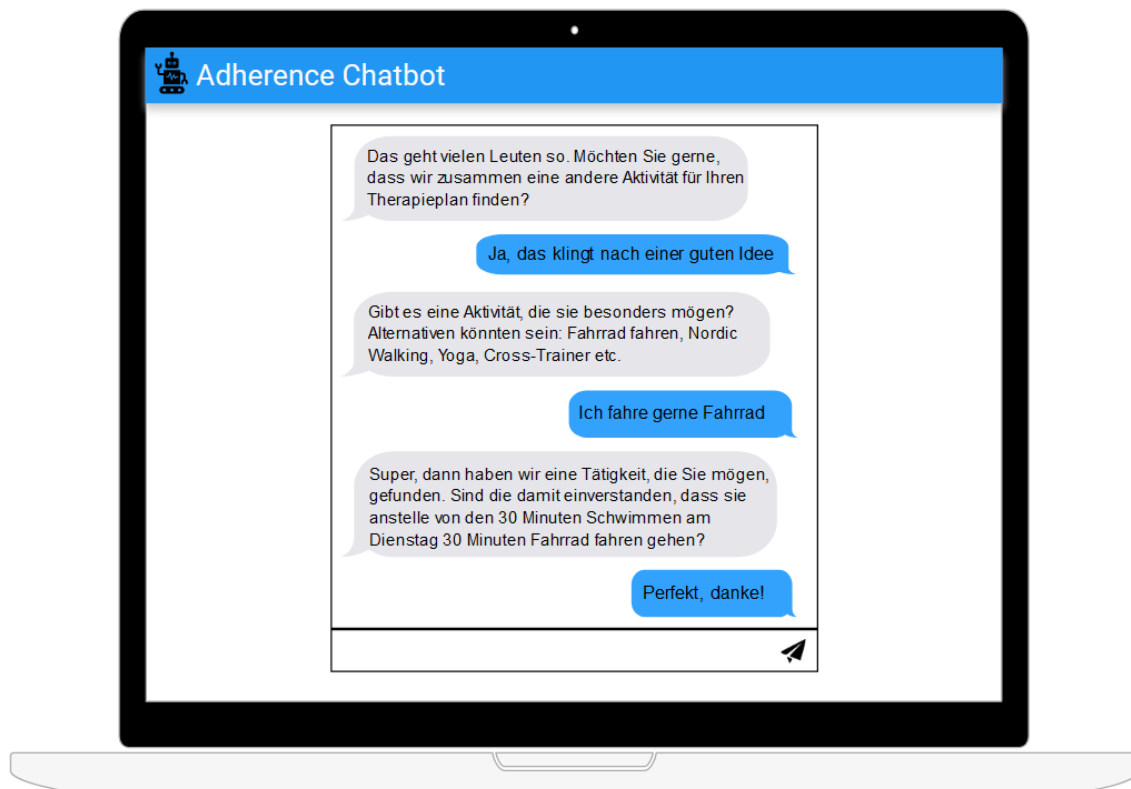 Adherence Chatbot
Das geht vielen Leuten so. Möchten Sie gerne,
dass wir zusammen eine andere Aktivität für Ihren
Therapieplan finden?
Ja, das klingt nach einer guten Idee
Gibt es eine Aktivität, die sie besonders mögen?
Alternativen könnten sein: Fahrrad fahren, Nordic
Walking, Yoga, Cross-Trainer etc.
Ich fahre gerne Fahrrad
Super, dann haben wir eine Tätigkeit, die Sie mögen,
gefunden. Sind die damit einverstanden, dass sie
anstelle von den 30 Minuten Schwimmen am
Dienstag 30 Minuten Fahrrad fahren gehen?
Perfekt, danke!